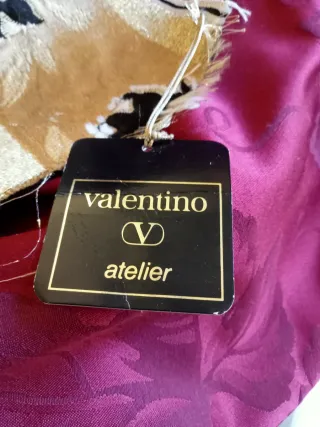 valentino
V
atelier